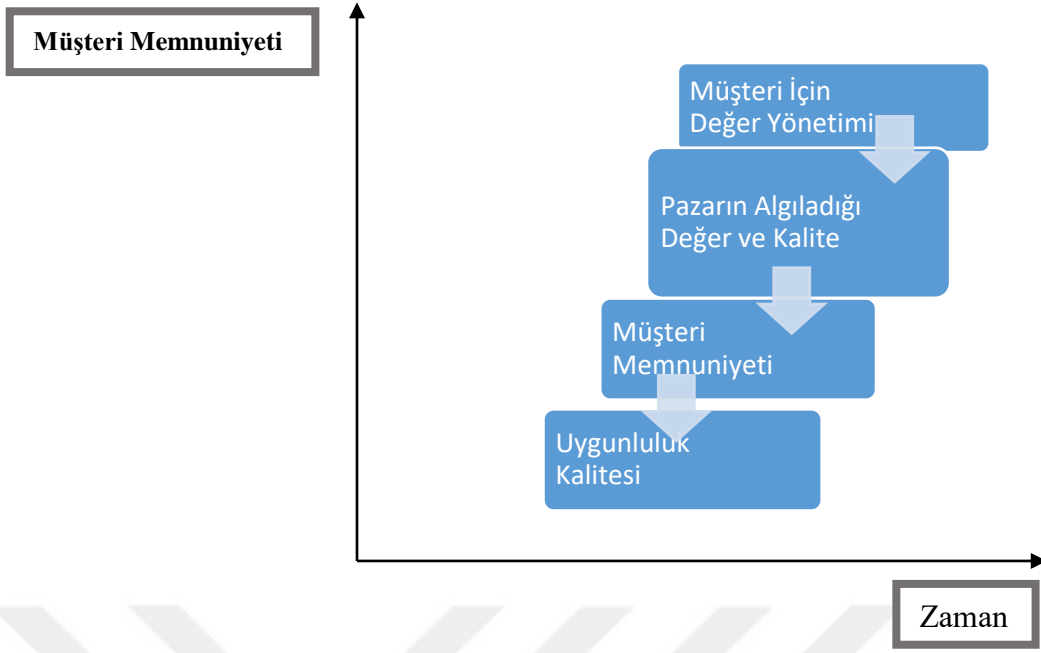 Müşteri Memnuniyeti
Müşteri İçin
Değer Yönetimi
Pazarın Algıladığı
Değer ve Kalite
Müşteri
Memnuniyeti
Uygunluluk
Kalitesi
Zaman